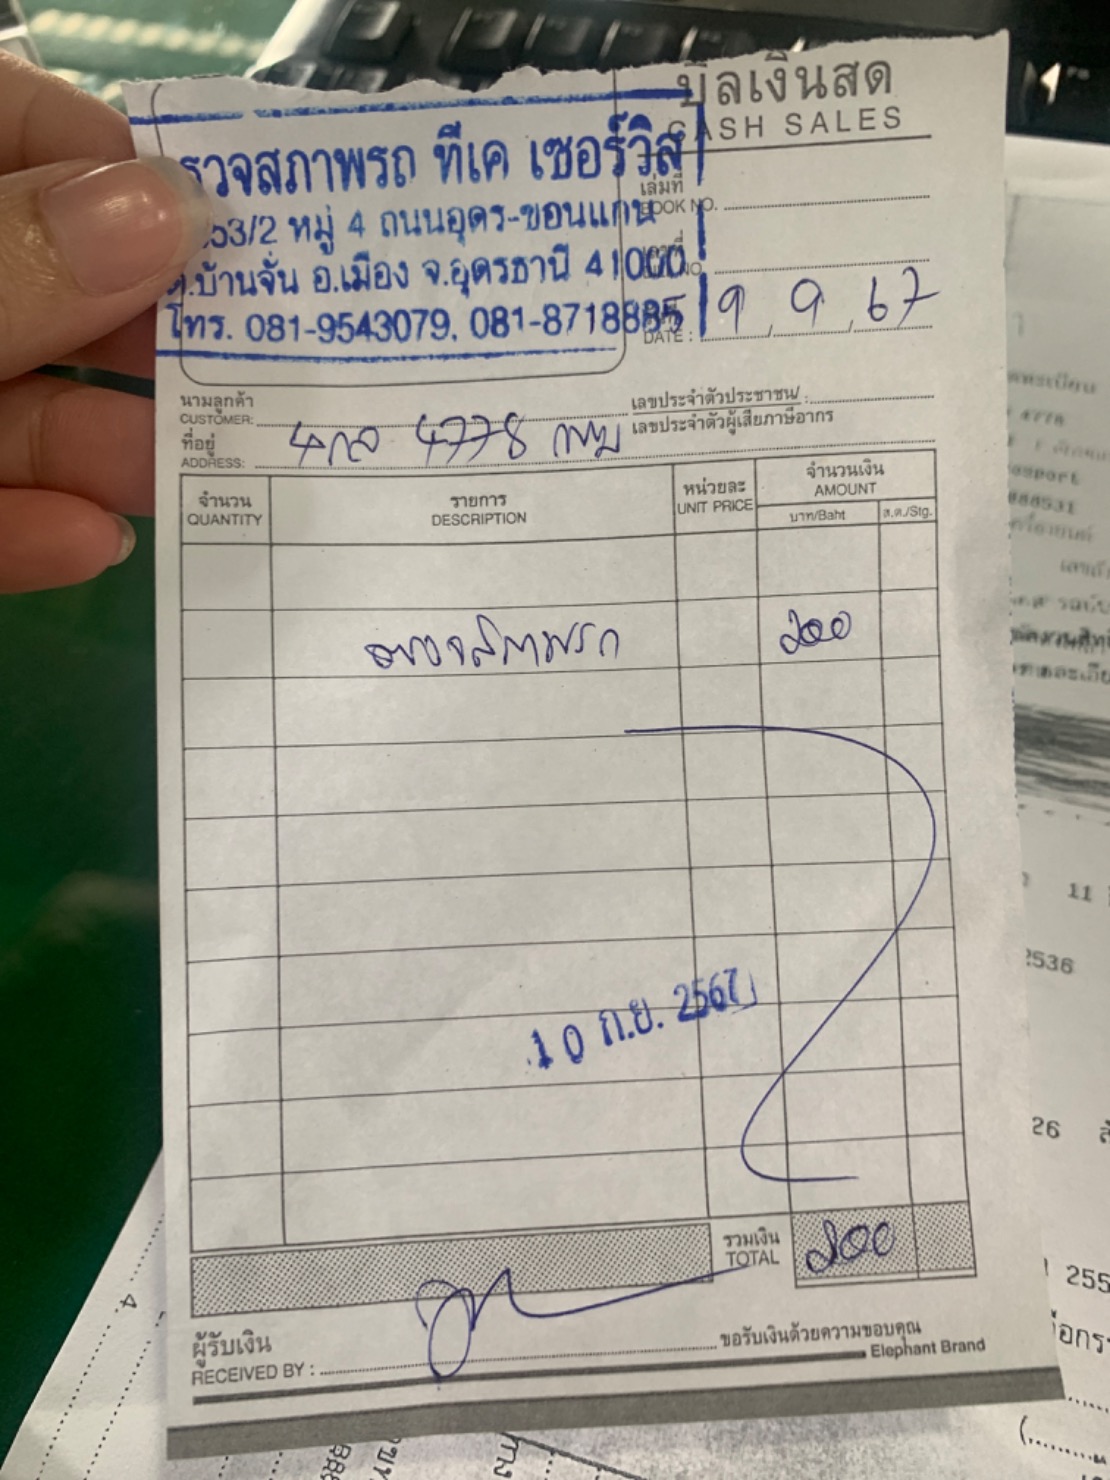 บิลเงินสด
CASH SALES
รวจสภาพรถ ทีเค เซอร์วิส
53/2 หมู่ 4 ถนนอุดร-ขอนแก่น
.บ้านจั่น อ.เมือง จ.อุดรธานี 41000
โทร. 081-9543079, 081-8718885
เล่มที่
BOOK NO.
NO.
DATE : 9 9 67
นามลูกค้า
CUSTOMER:
เลขประจำตัวประชาชน/ :
เลขประจำตัวผู้เสียภาษีอากร
ที่อยู่
ADDRESS:
4778
จำนวน
QUANTITY
รายการ
DESCRIPTION
หน่วยละ
UNIT PRICE
จำนวนเงิน
AMOUNT
บาท/Baht
ส.ต./Stg.
ตรวจสภาพรถ 200
10 ก.ย. 2567
รวมเงิน
TOTAL
200
ผู้รับเงิน
RECEIVED BY :
ขอรับเงินด้วยความขอบคุณ
Elephant Brand
11
2536
26
255